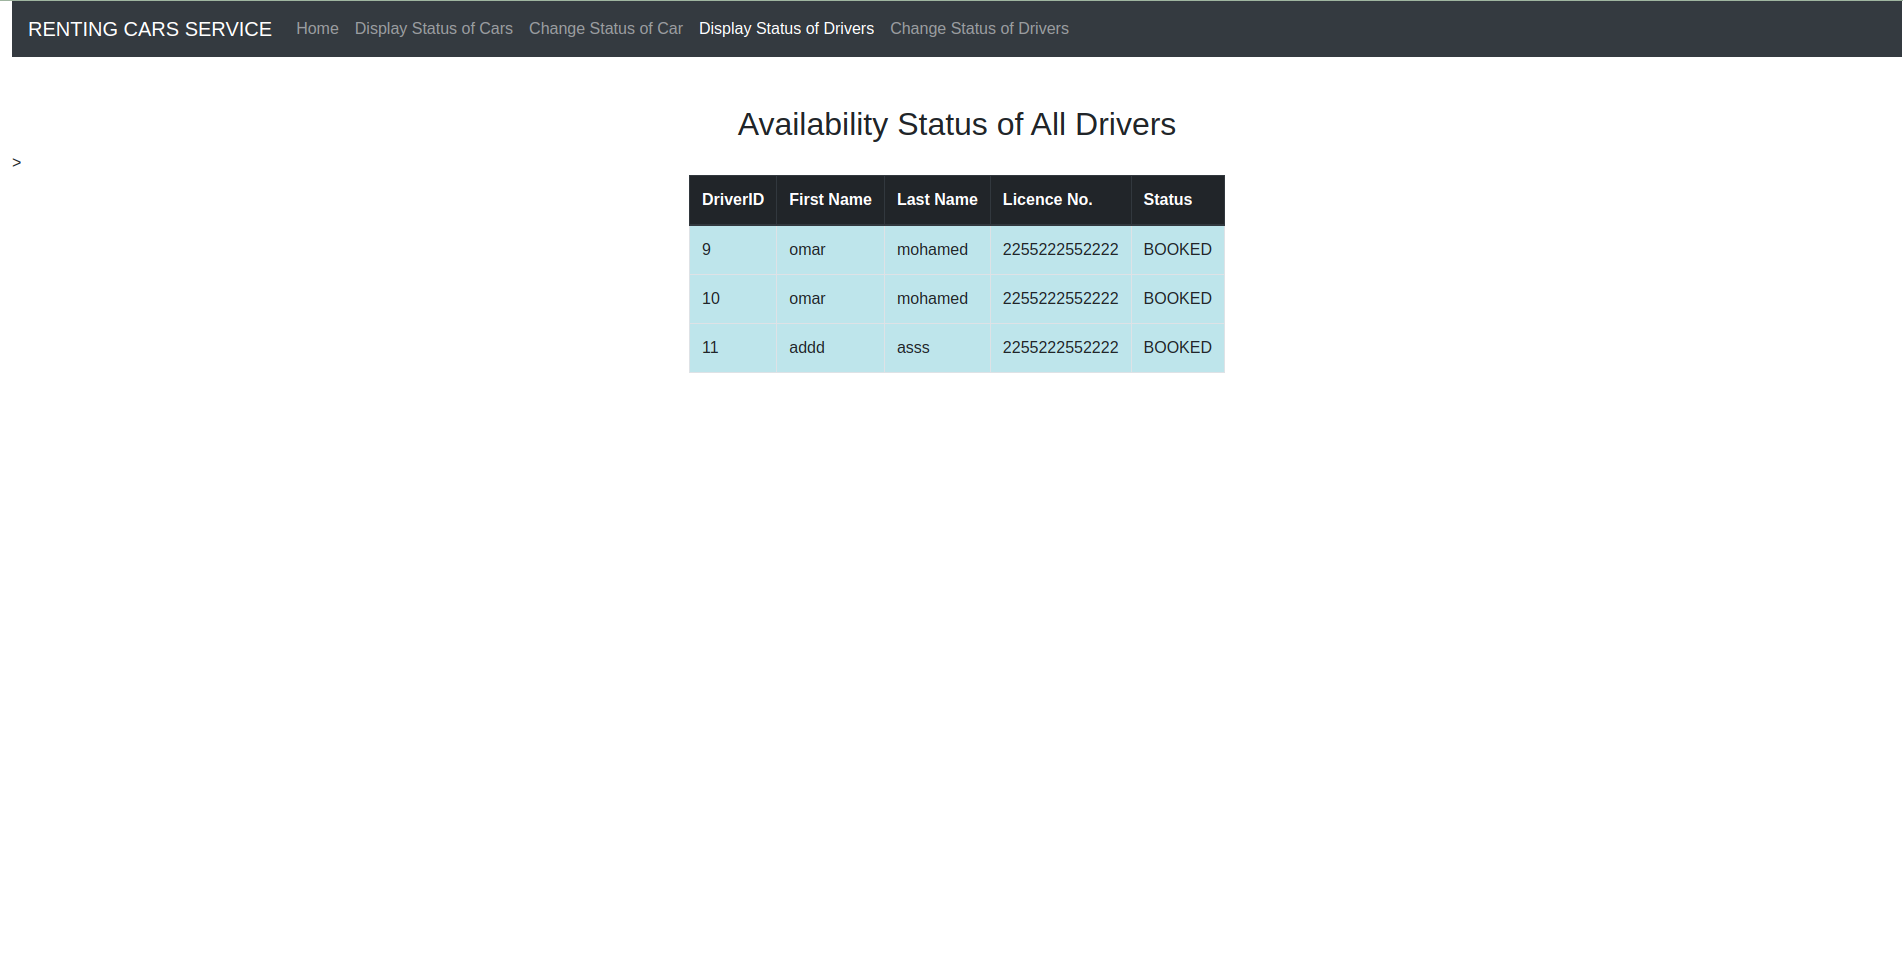 RENTING CARS SERVICE Home Display Status of Cars Change Status of Car Display Status of Drivers Change Status of Drivers
Availability Status of All Drivers
>
DriverID First Name Last Name Licence No. Status
9 omar mohamed 2255222552222 BOOKED
10 omar mohamed 2255222552222 BOOKED
11 addd asss 2255222552222 BOOKED